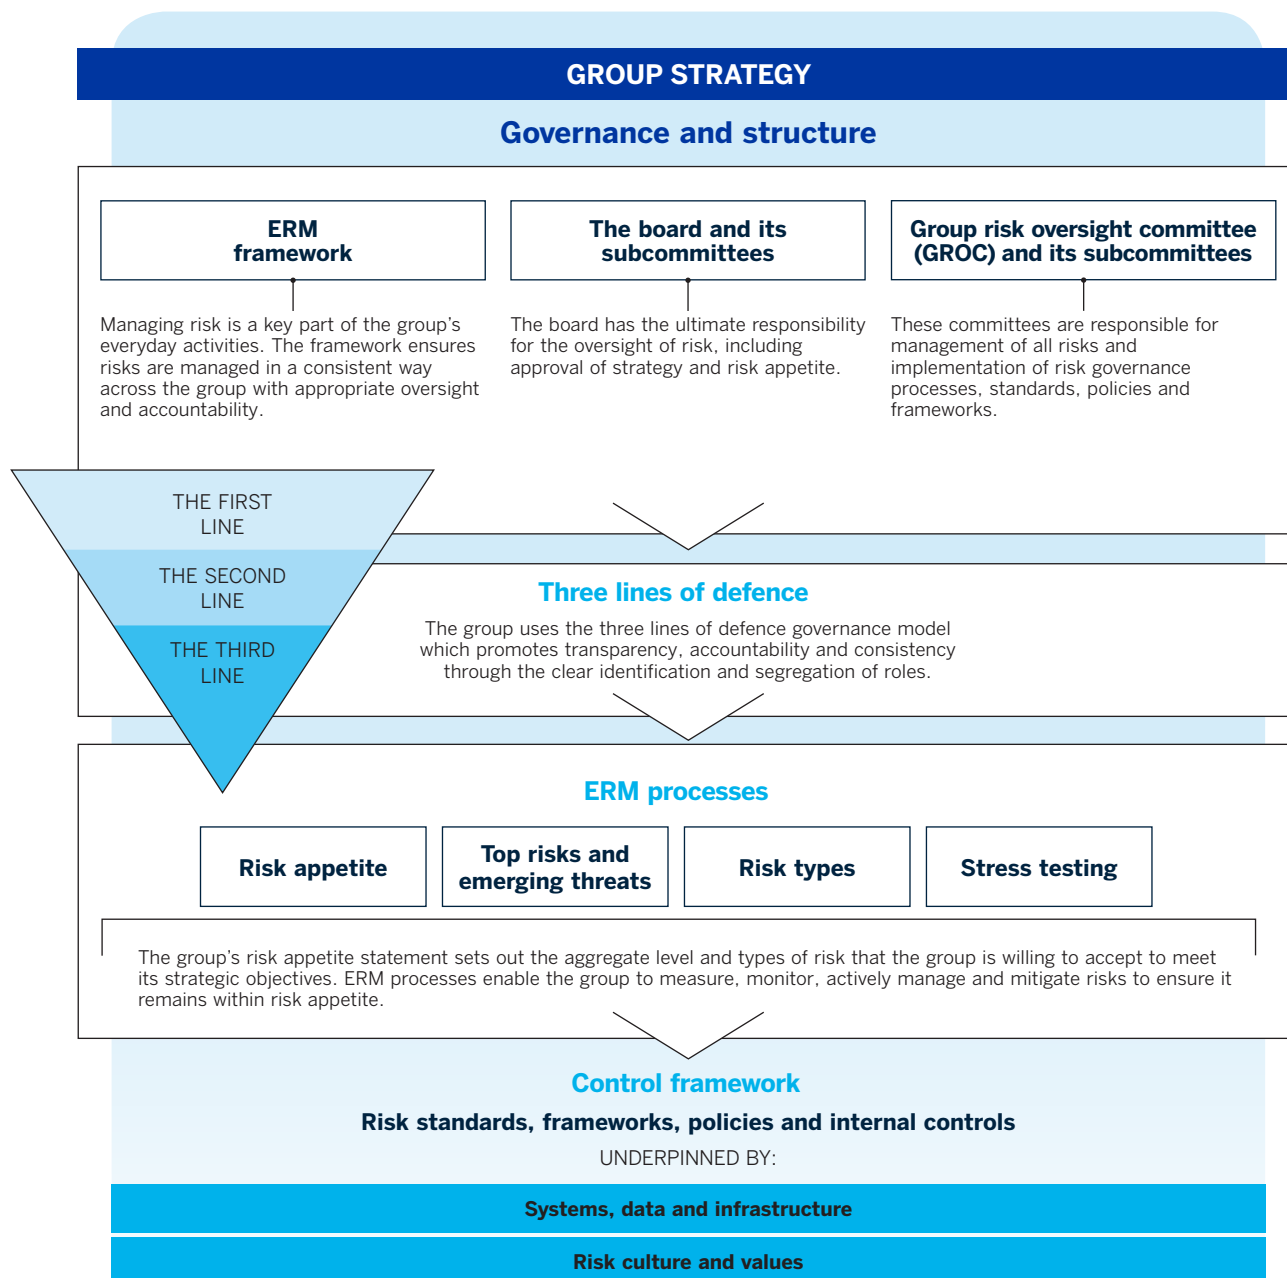 GROUP STRATEGY
Governance and structure
ERM
framework
Managing risk is a key part of the group's
everyday activities. The framework ensures
risks are managed in a consistent way
across the group with appropriate oversight
and accountability.
The board and its
subcommittees
The board has the ultimate responsibility
for the oversight of risk, including
approval of strategy and risk appetite.
Group risk oversight committee
(GROC) and its subcommittees
These committees are responsible for
management of all risks and
implementation of risk governance
processes, standards, policies and
frameworks.
THE FIRST
LINE
THE SECOND
LINE
THE THIRD
LINE
Three lines of defence
The group uses the three lines of defence governance model
which promotes transparency, accountability and consistency
through the clear identification and segregation of roles.
ERM processes
Risk appetite
Top risks and
emerging threats
Risk types
Stress testing
The group's risk appetite statement sets out the aggregate level and types of risk that the group is willing to accept to meet
its strategic objectives. ERM processes enable the group to measure, monitor, actively manage and mitigate risks to ensure it
remains within risk appetite.
Control framework
Risk standards, frameworks, policies and internal controls
UNDERPINNED BY:
Systems, data and infrastructure
Risk culture and values